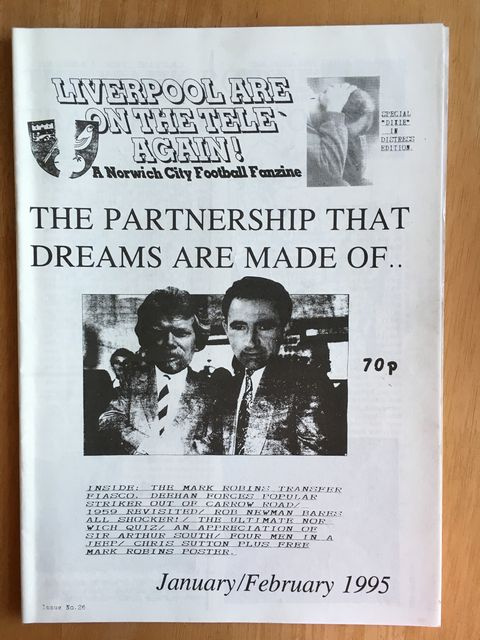 LIVERPOOL ARE
ON THE TELE
AGAIN!
A Norwich City Football Fanzine
SPECIAL
"DIXIE"
IN
DISTRESS
EDITION.
THE PARTNERSHIP THAT
DREAMS ARE MADE OF..
70p
INSIDE: THE MARK ROBINS TRANSFER
FIASCO. DEEHAN FORCES POPULAR
STRIKER OUT OF CARROW ROAD/
1959 REVISITED/ ROB NEWMAN BARES
ALL SHOCKER!/ THE ULTIMATE NOR
WICH QUIZ/ AN APPRECIATION OF
SIR ARTHUR SOUTH/ FOUR MEN IN A
JEEP/ CHRIS SUTTON PLUS FREE
MARK ROBINS POSTER.
January/February 1995
Issue No.26